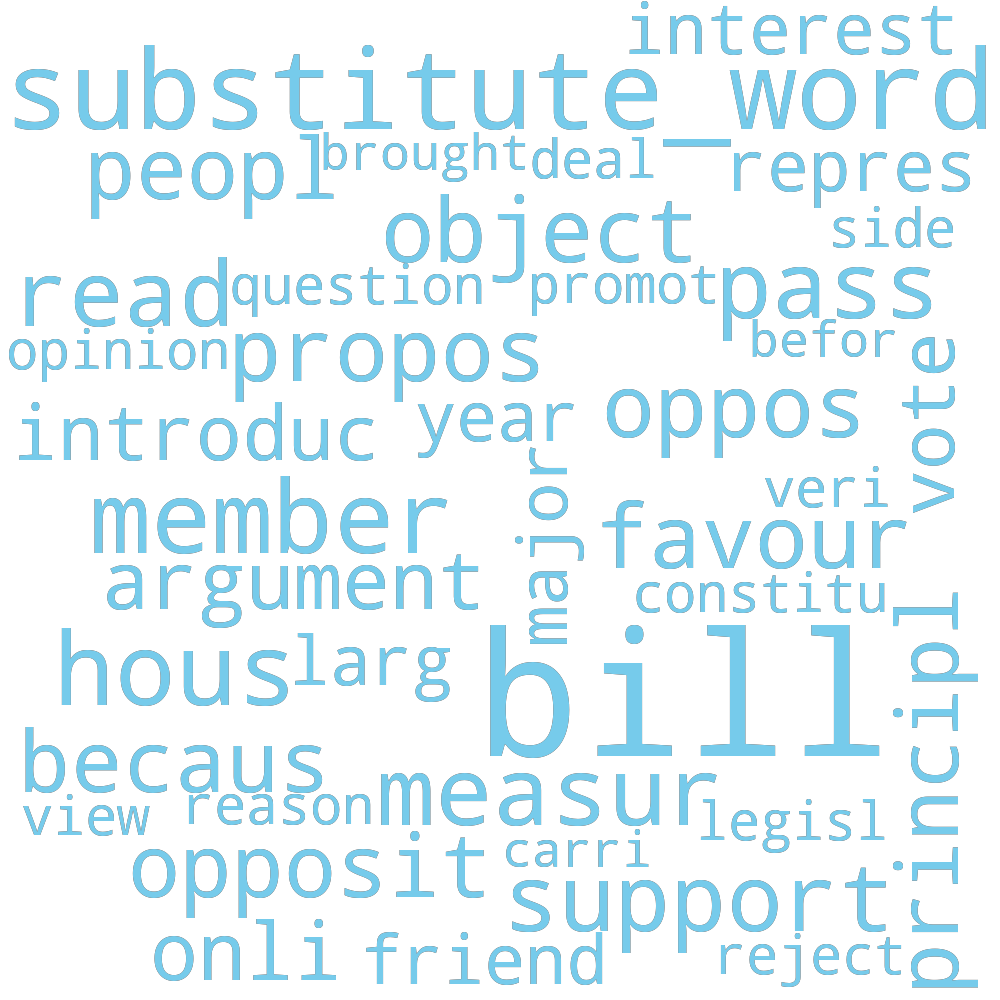 interest
substitute_word
peopl
brought
deal
repres
side
object
read
question
promot
pass
befor
opinion
propos
vote
introduc
year
oppos
major
veri
member
favour
argument
constitu
hous
larg
bill
principl
becaus
view
reason
measur
legisl
opposit
carri
support
onli
friend
reject